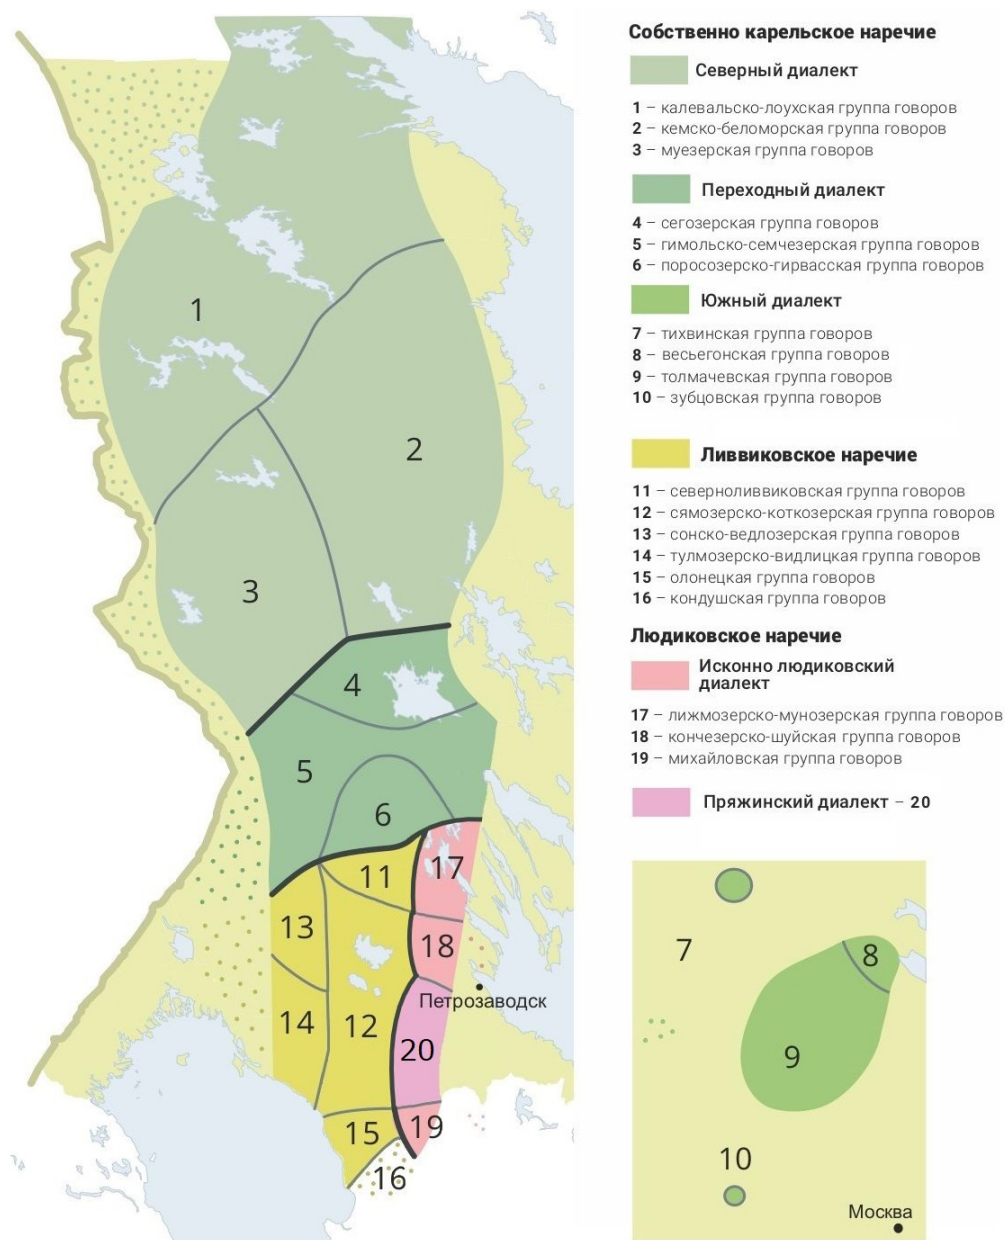 Собственно карельское наречие
Северный диалект
1 – калевальско-лоухская группа говоров
2 – кемско-беломорская группа говоров
3 – муезерская группа говоров
Переходный диалект
4 – сегозерская группа говоров
5 – гимольско-семчезерская группа говоров
6 – поросозерско-гирвасская группа говоров
Южный диалект
7 – тихвинская группа говоров
8 – весьегонская группа говоров
9 – толмачевская группа говоров
10 – зубцовская группа говоров
Ливвиковское наречие
11 – северноливвиковская группа говоров
12 – сямозерско-коткозерская группа говоров
13 – сонско-ведлозерская группа говоров
14 – тулмозерско-видлицкая группа говоров
15 – олонецкая группа говоров
16 – кондушская группа говоров
Людиковское наречие
Исконно людиковский
диалект
17 – лижмозерско-мунозерская группа говоров
18 – кончезерско-шуйская группа говоров
19 – михайловская группа говоров
Пряжинский диалект – 20
1
2
3
4
5
6
11
17
13
18
Петрозаводск
14
12
20
15
19
16
7
8
9
10
Москва